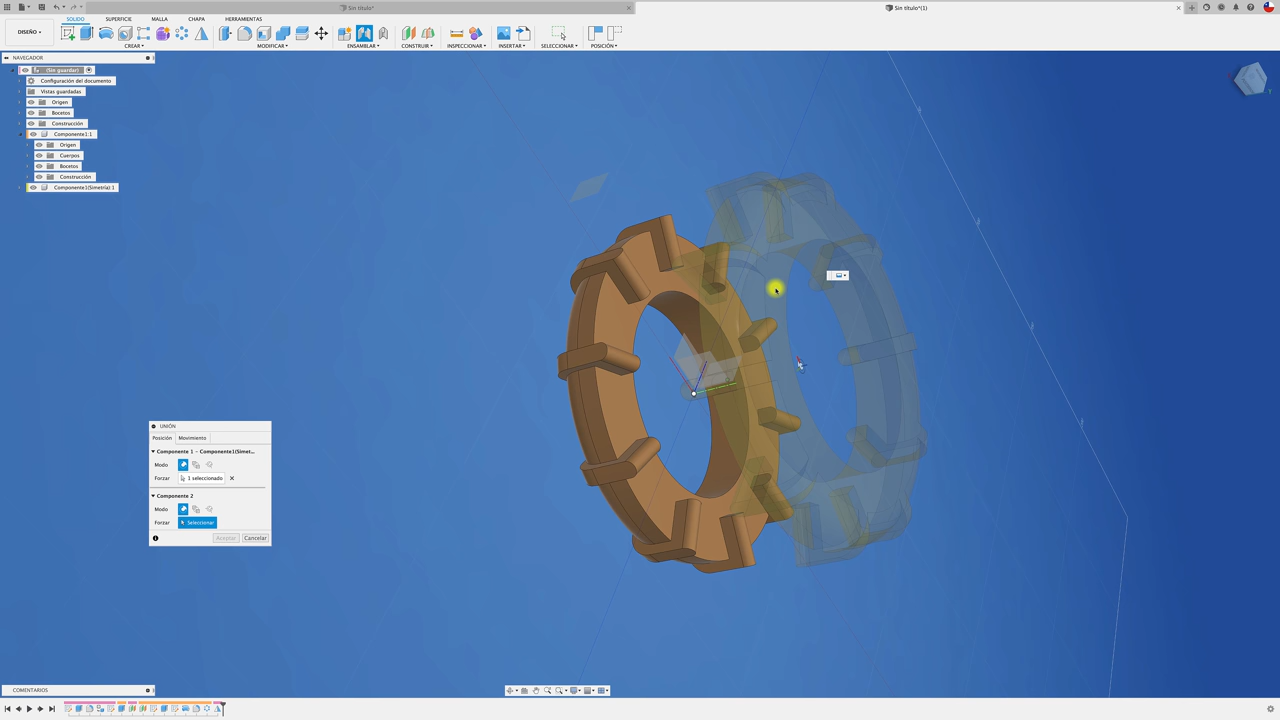 Sin título*
Sin título*(1)
DISEÑO
SÓLIDO
SUPERFICIE
MALLA
CHAPA
HERRAMIENTAS
CREAR
MODIFICAR
ENSAMBLAR
CONSTRUIR
INSPECCIONAR
INSERTAR
SELECCIONAR
POSICIÓN
NAVEGADOR
(Sin guardar)
Configuración del documento
Vistas guardadas
Origen
Bocetos
Construcción
Componente1:1
Origen
Cuerpos
Bocetos
Construcción
Componente1(Simetría):1
UNIÓN
Posición Movimiento
Componente 1 - Componente1(Simet...
Modo
Forzar 1 seleccionado
Componente 2
Modo
Forzar Seleccionar
Aceptar Cancelar
COMENTARIOS